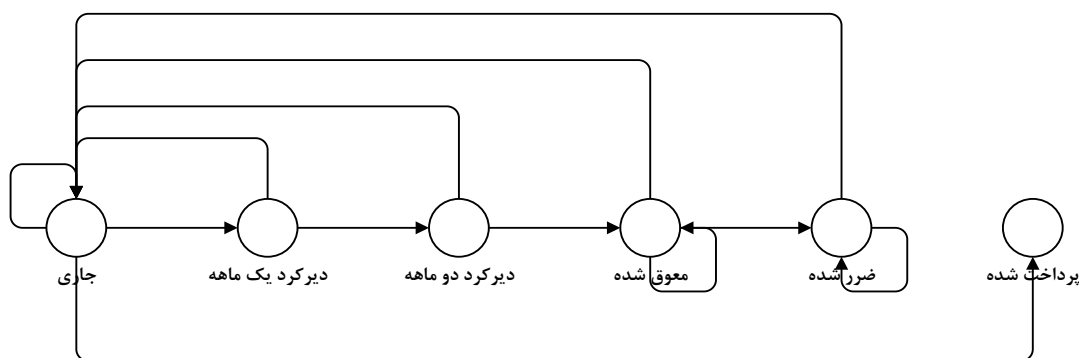 جاری
دیرکرد یک ماهه
دیرکرد دو ماهه
معوق شده
ضرر شده
پرداخت شده